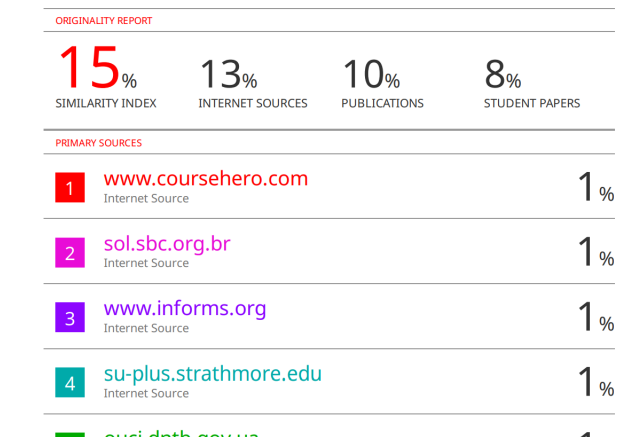 ORIGINALITY REPORT
15%
SIMILARITY INDEX
13%
INTERNET SOURCES
10%
PUBLICATIONS
8%
STUDENT PAPERS
PRIMARY SOURCES
1
www.coursehero.com
Internet Source
1%
2
sol.sbc.org.br
Internet Source
1%
3
www.informs.org
Internet Source
1%
4
su-plus.strathmore.edu
Internet Source
1%